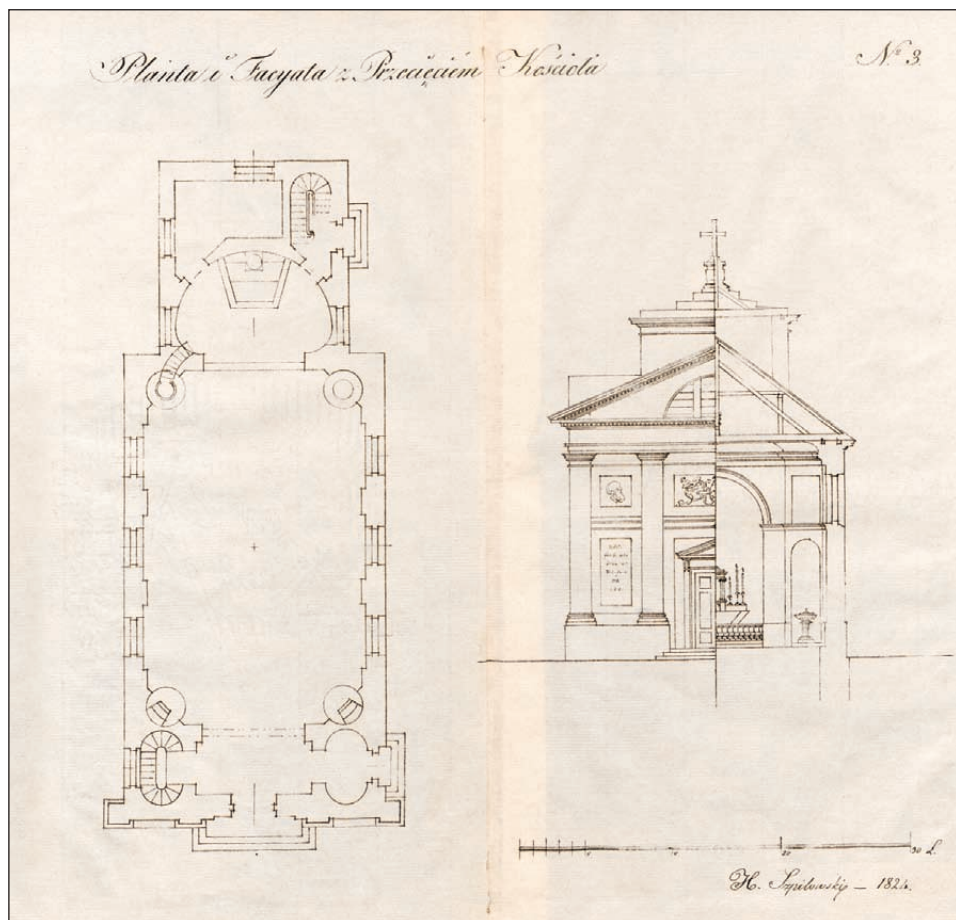 Planta i Facyata z Przecięciem Kościoła
No 3.
10
20
30 Ł.
H. Szpilowski — 1824.